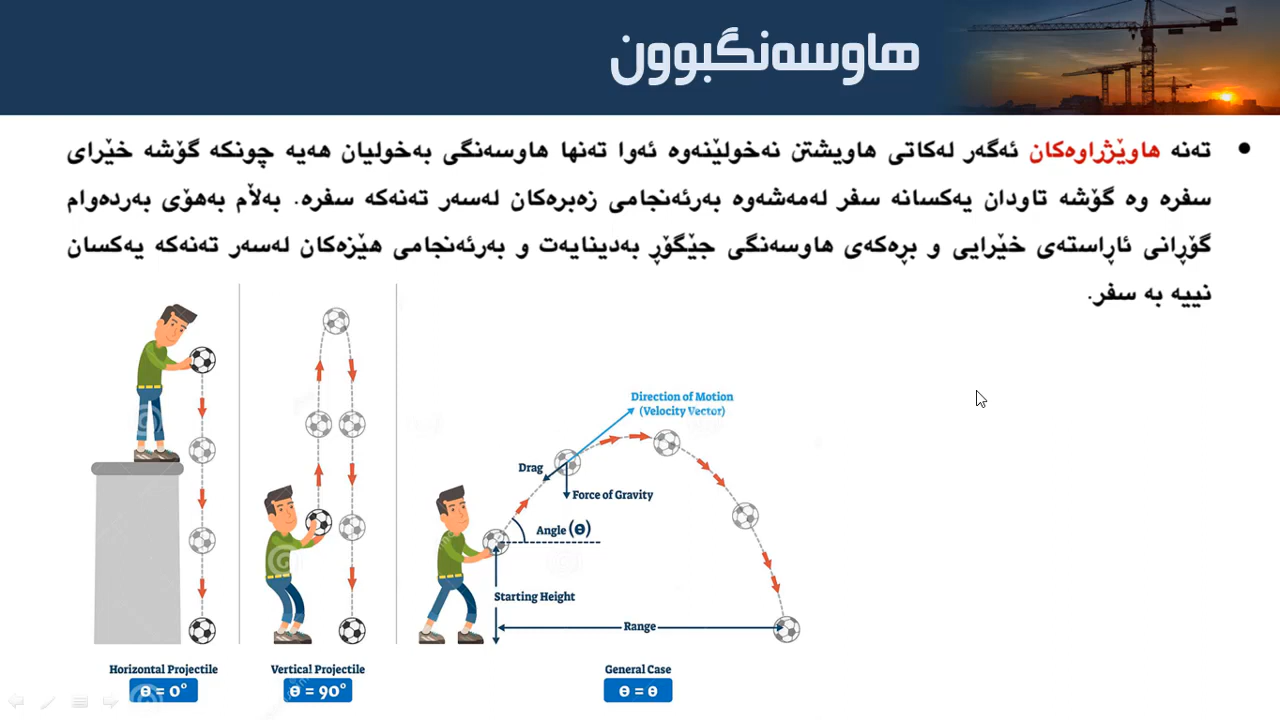 هاوسەنگبوون
• تەنە هاوێژراوەکان ئەگەر لەکاتی هاویشتن نەخولێنەوە ئەوا تەنها هاوسەنگی بەخولیان هەیە چونکە گۆشە خێرای
سفرە وە گۆشە تاودان یەکسانە سفر لەمەشەوە بەرئەنجامی زەبرەکان لەسەر تەنەکە سفرە. بەڵام بەهۆی بەردەوام
گۆڕانی ئاڕاستەی خێرایی و بڕەکەی هاوسەنگی جێگۆڕ بەدینایەت و بەرئەنجامی هێزەکان لەسەر تەنەکە یەکسان
نییە بە سفر.
Direction of Motion
(Velocity Vector)
Drag
Force of Gravity
Angle (θ)
Starting Height
Range
Horizontal Projectile
θ = 0°
Vertical Projectile
θ = 90°
General Case
θ = θ